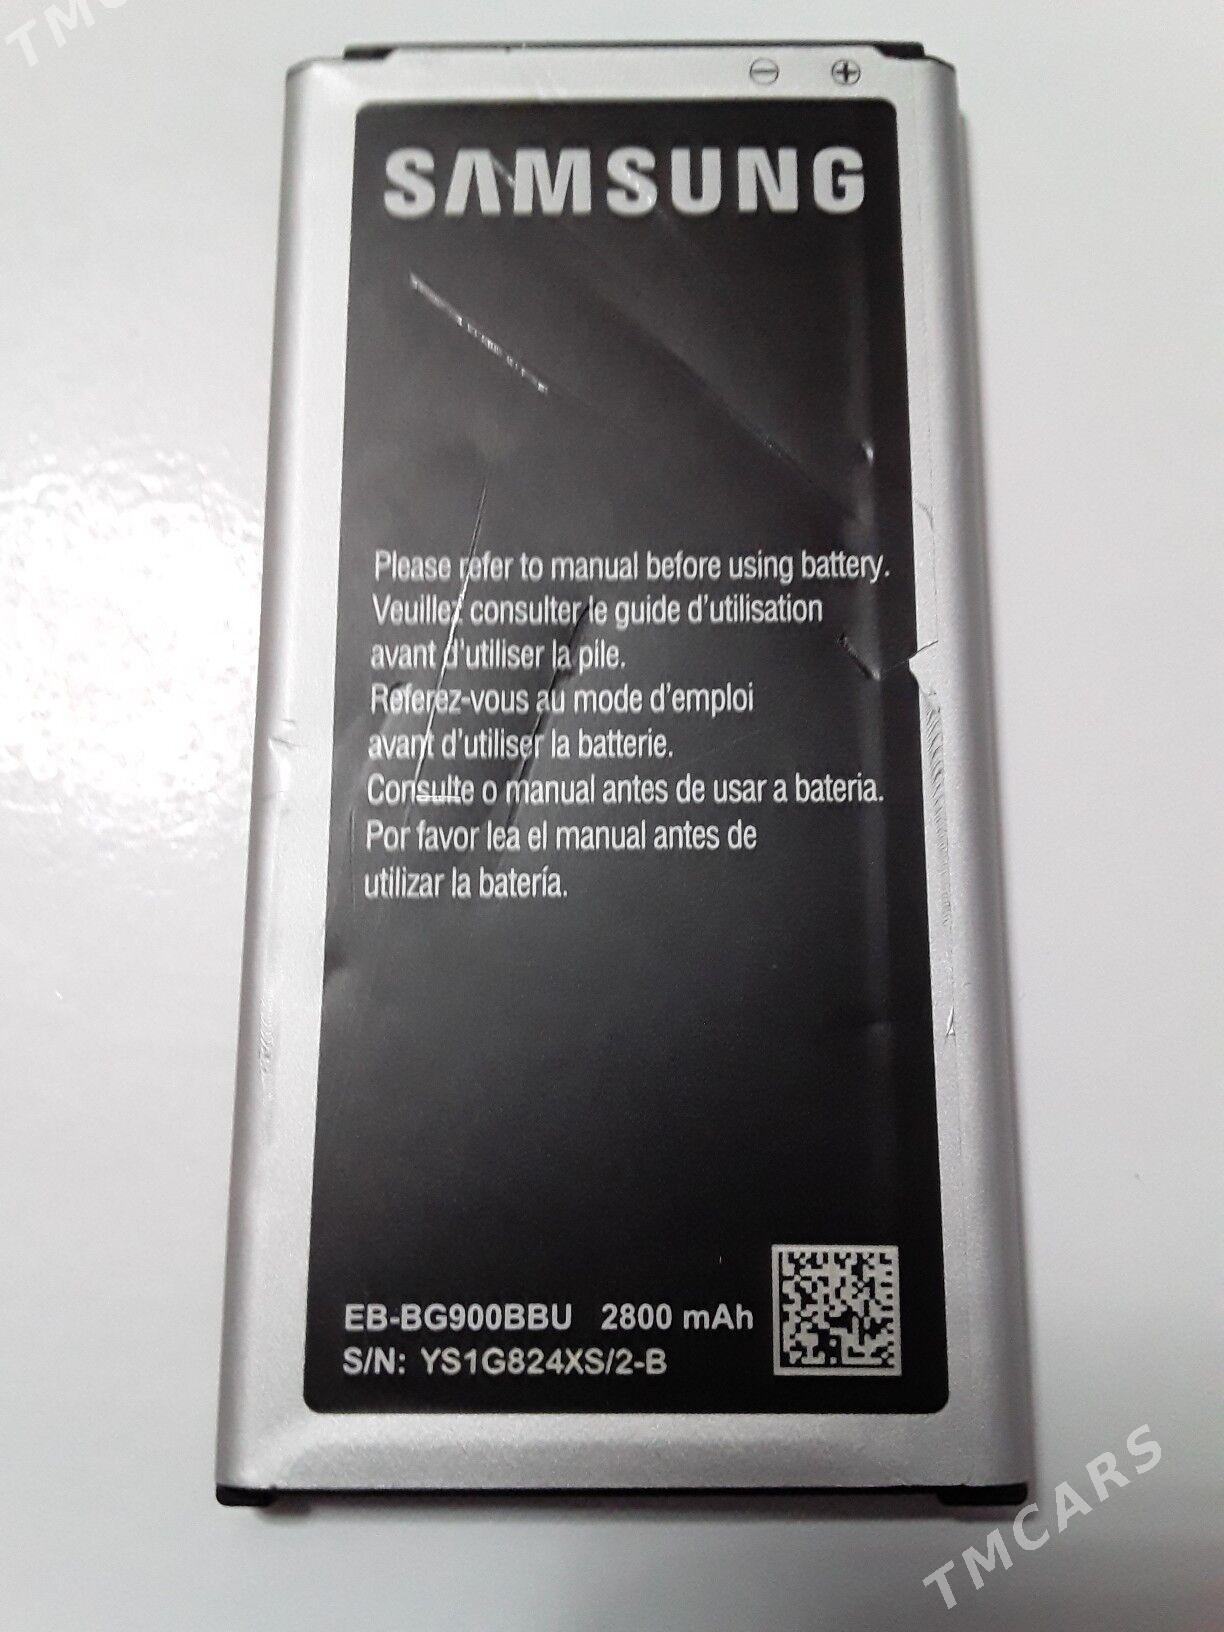 SAMSUNG
Please refer to manual before using battery.
Veuillez consulter le guide d'utilisation
avant d'utiliser la pile.
Referez-vous au mode d'emploi
avant d'utiliser la batterie.
Consulte o manual antes de usar a bateria.
Por favor lea el manual antes de
utilizar la batería.
EB-BG900BBU 2800 mAh
S/N: YS1G824XS/2-B
TMCARS